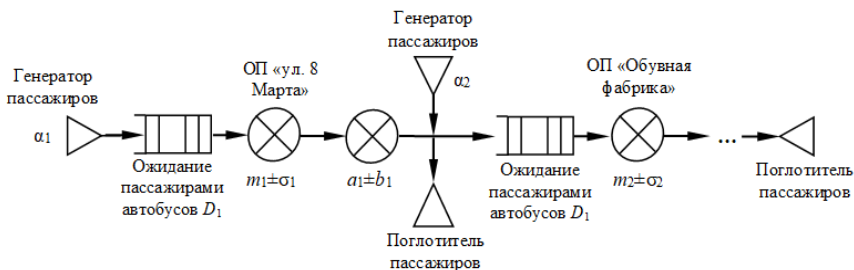 Генератор
пассажиров
α1
Ожидание
пассажирами
автобусов D1
ОП «ул. 8
Марта»
m1±σ1
a1±b1
Генератор
пассажиров
α2
Поглотитель
пассажиров
Ожидание
пассажирами
автобусов D1
ОП «Обувная
фабрика»
m2±σ2
...
Поглотитель
пассажиров